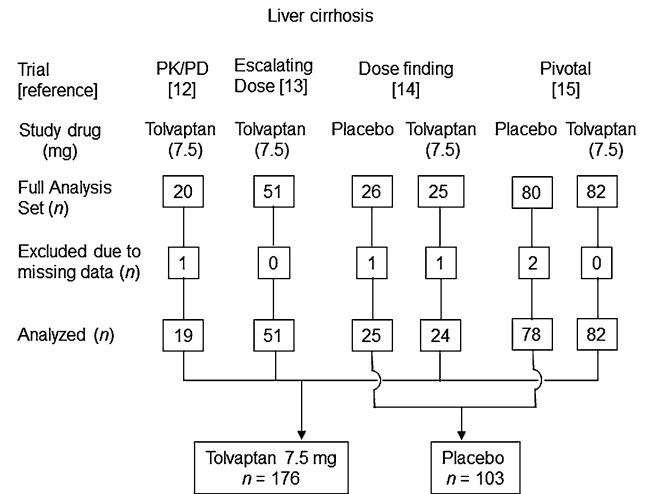 Liver cirrhosis
Trial PK/PD Escalating Dose finding Pivotal
[reference] [12] Dose [13] [14] [15]
Study drug Tolvaptan Tolvaptan Placebo Tolvaptan Placebo Tolvaptan
(mg) (7.5) (7.5) (7.5) (7.5)
Full Analysis
Set (n) 20 51 26 25 80 82
Excluded due to
missing data (n) 1 0 1 1 2 0
Analyzed (n) 19 51 25 24 78 82
Tolvaptan 7.5 mg Placebo
n = 176 n = 103